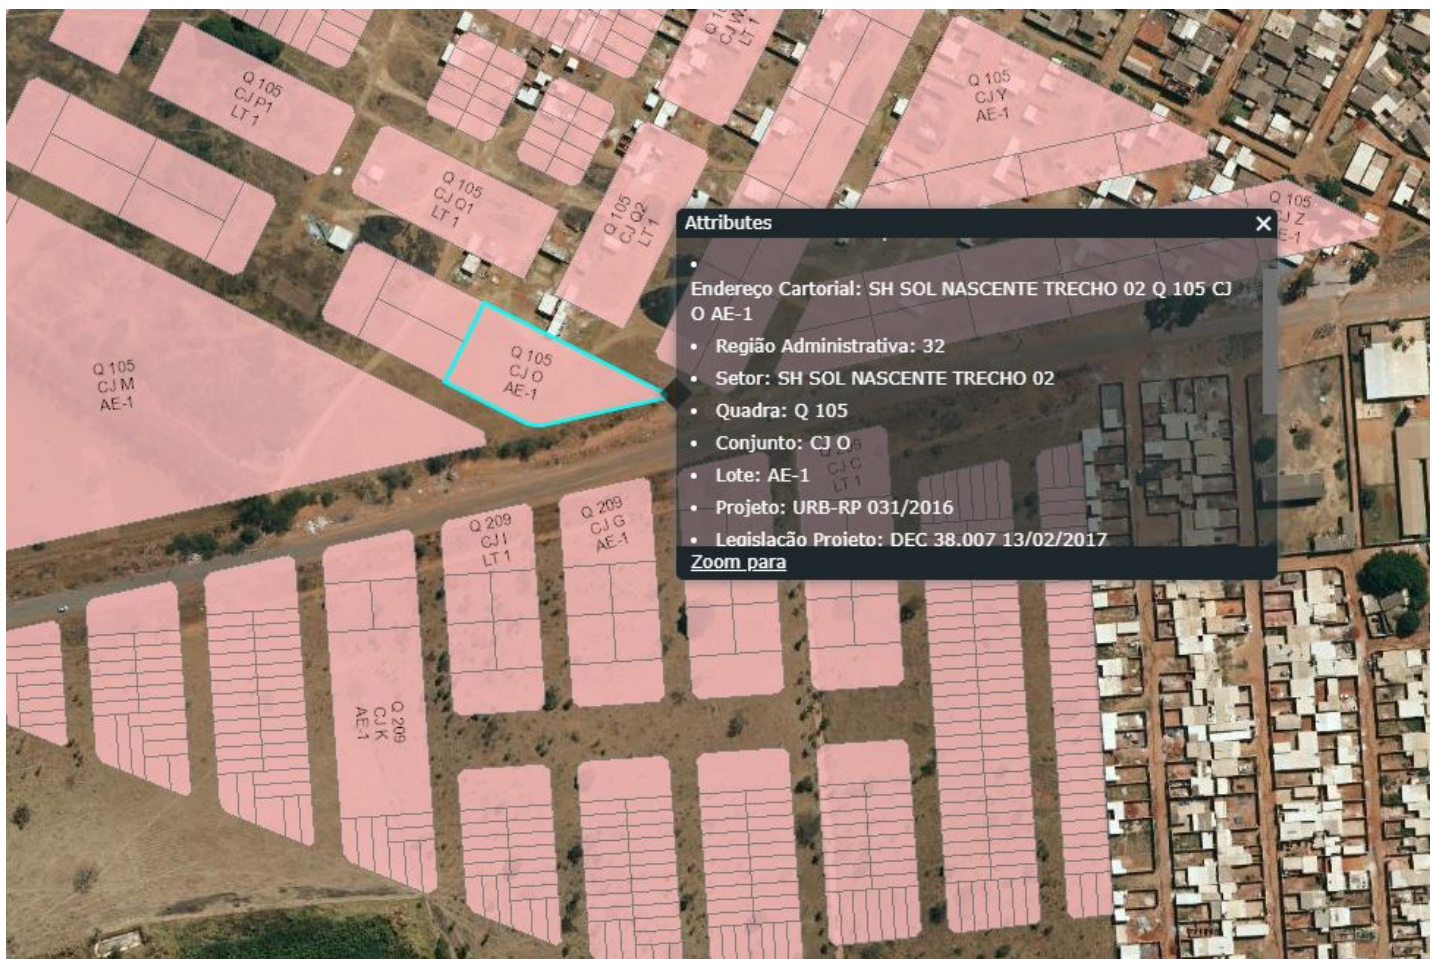 Q 105
CJ P1
LT 1
LT 1
Q 105
CJ Y
AE-1
Q 105
CJ Q1
LT 1
Q 105
CJ Q2
LT 1
Q 105
Q 105
CJ M
AE-1
Q 105
CJ O
AE-1
Attributes
Endereço Cartorial: SH SOL NASCENTE TRECHO 02 Q 105 CJ
O AE-1
• Região Administrativa: 32
• Setor: SH SOL NASCENTE TRECHO 02
• Quadra: Q 105
• Conjunto: CJ O
• Lote: AE-1
• Projeto: URB-RP 031/2016
• Legislação Projeto: DEC 38.007 13/02/2017
Zoom para
CJ C
LT 1
Q 209
CJ I
LT 1
Q 209
CJ G
AE-1
Q 209
CJ K
AE-1